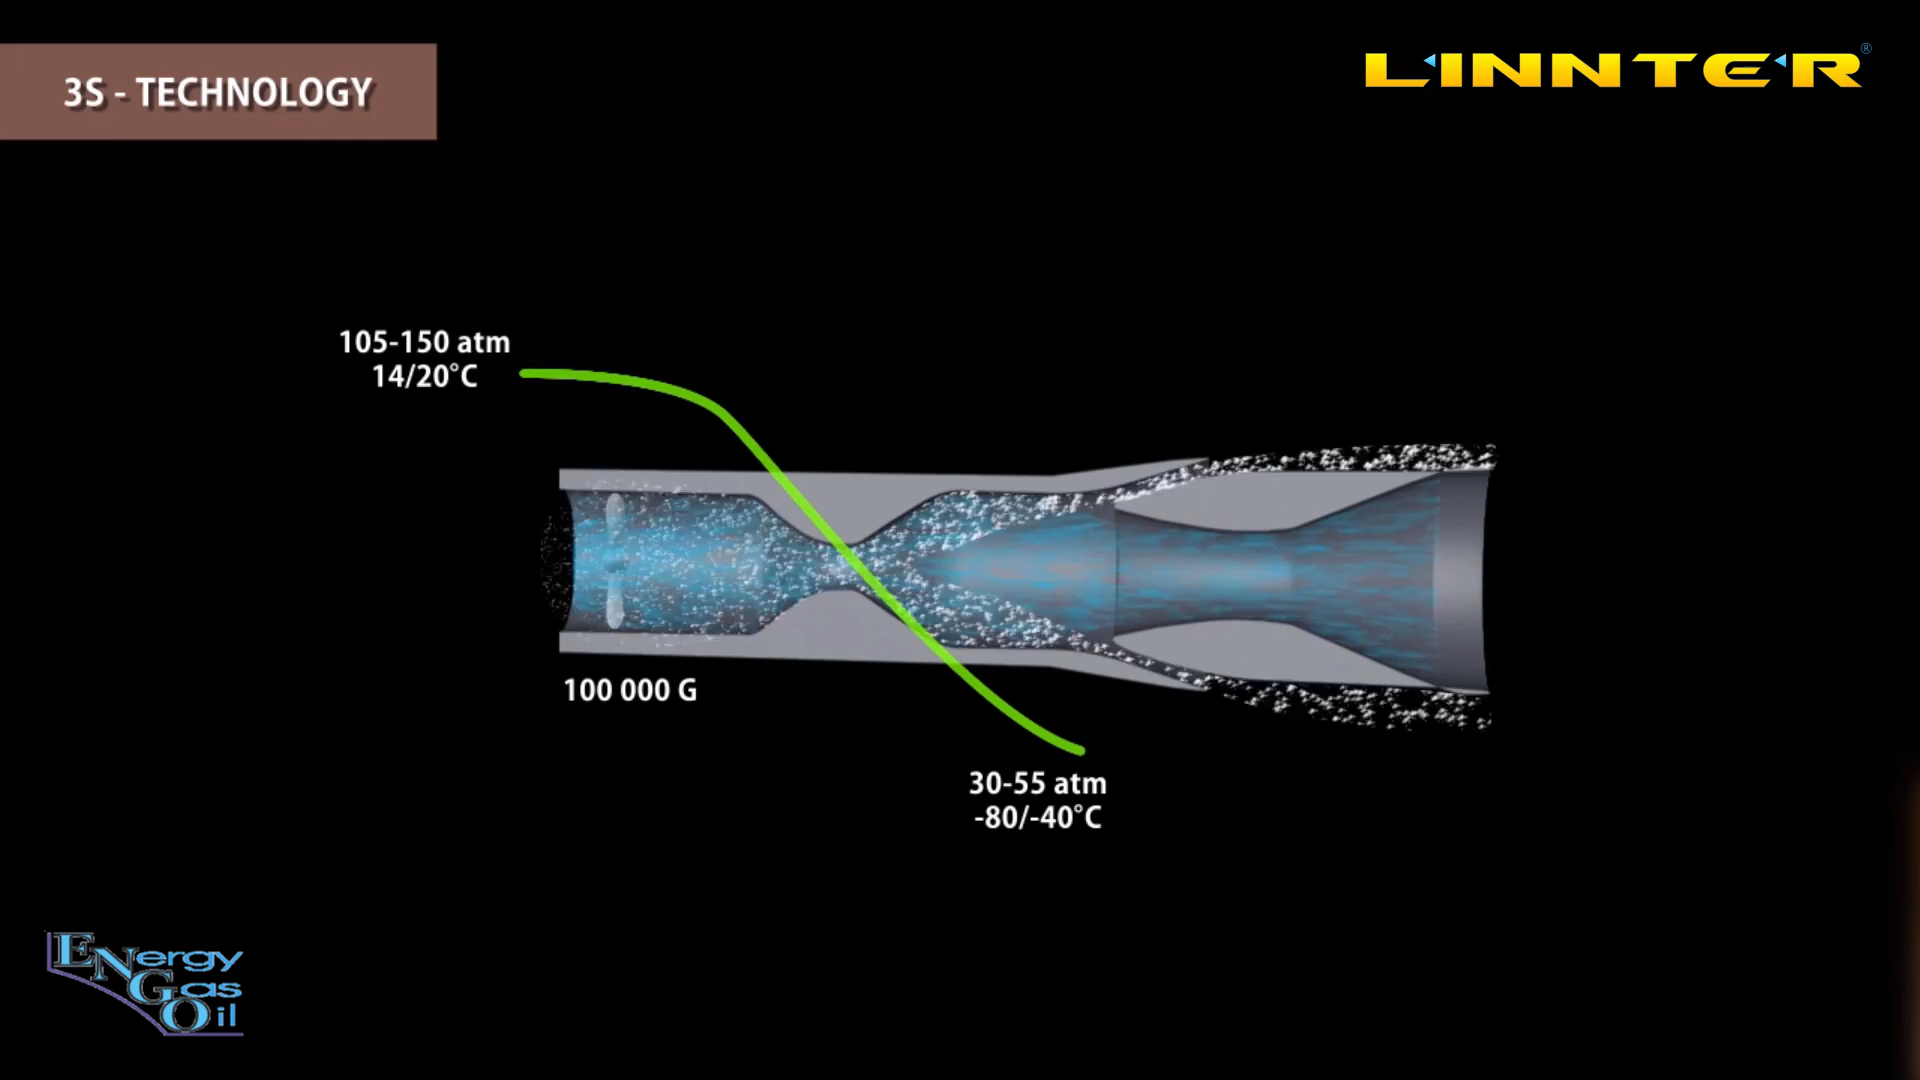 3S - TECHNOLOGY
LINNTER®
105-150 atm
14/20°C
100 000 G
30-55 atm
-80/-40°C
ENergy
Gas
Oil